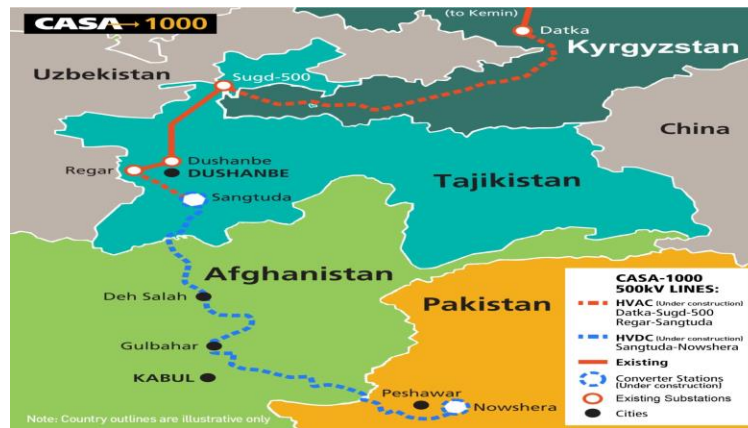 CASA 1000
(to Kemin)
Datka
Kyrgyzstan
Uzbekistan
Sugd-500
China
Dushanbe
Regar
DUSHANBE
Tajikistan
Sangtuda
Afghanistan
Deh Salah
Pakistan
Gulbahar
KABUL
Peshawar
Nowshera
CASA-1000
500kV LINES:
HVAC (Under construction)
Datka-Sugd-500
Regar-Sangtuda
HVDC (Under construction)
Sangtuda-Nowshera
Existing
Converter Stations
(Under construction)
Existing Substations
Cities
Note: Country outlines are illustrative only